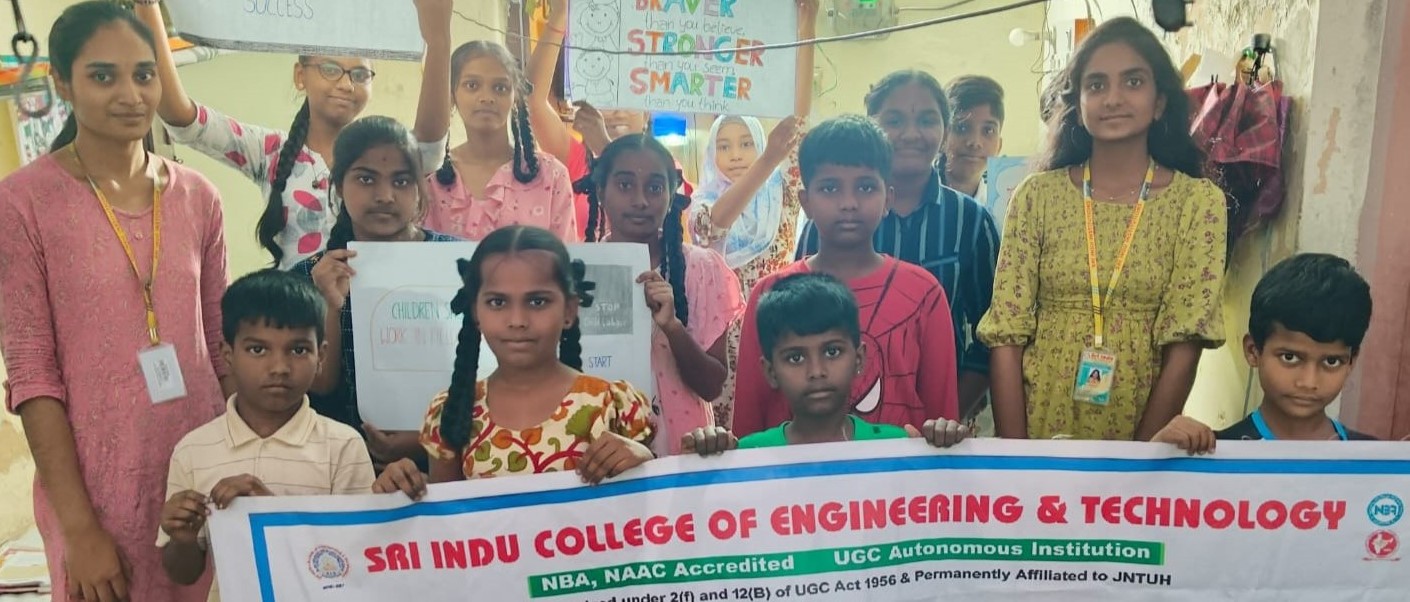 SUCCESS
BRAVER
than you believe
STRONGER
than you seem
SMARTER
than you think
CHILDREN
WORK IN
STOP
START
SRI INDU COLLEGE OF ENGINEERING & TECHNOLOGY
NBA, NAAC Accredited UGC Autonomous Institution
under 2(f) and 12(B) of UGC Act 1956 & Permanently Affiliated to JNTUH
NBA